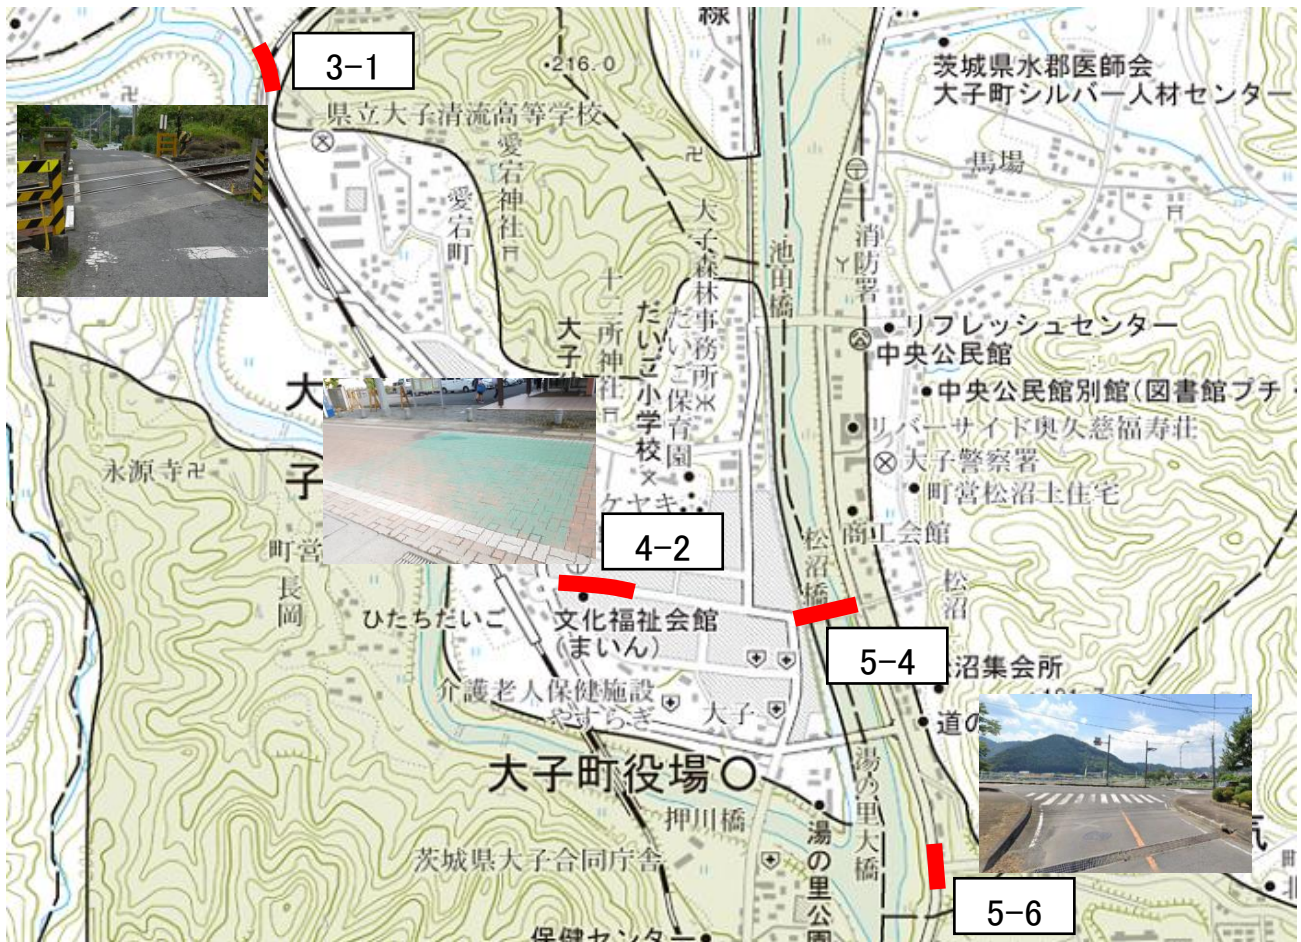 線
3-1
・216.0
茨城県水郡医師会
大子町シルバー人材センター
県立大子清流高等学校
愛宕神社
愛宕町
馬場
大子森林事務所
池田橋
消防署
十二所神社
だいご小学校
だいご保育園
大子
リフレッシュセンター
中央公民館
中央公民館別館(図書館プチ・
リバーサイド奥久慈福寿荘
大子警察署
町営松沼上住宅
永源寺
大
子
ケヤキ
4-2
松沼橋
商工会館
町営
長岡
松沼
ひたちだいご
文化福祉会館
(まいん)
5-4
沼集会所
介護老人保健施設
やすらぎ
大子
道の
大子町役場
湯の里大橋
押川橋
湯の里公園
茨城県大子合同庁舎
気
町
北
5-6
保健センター